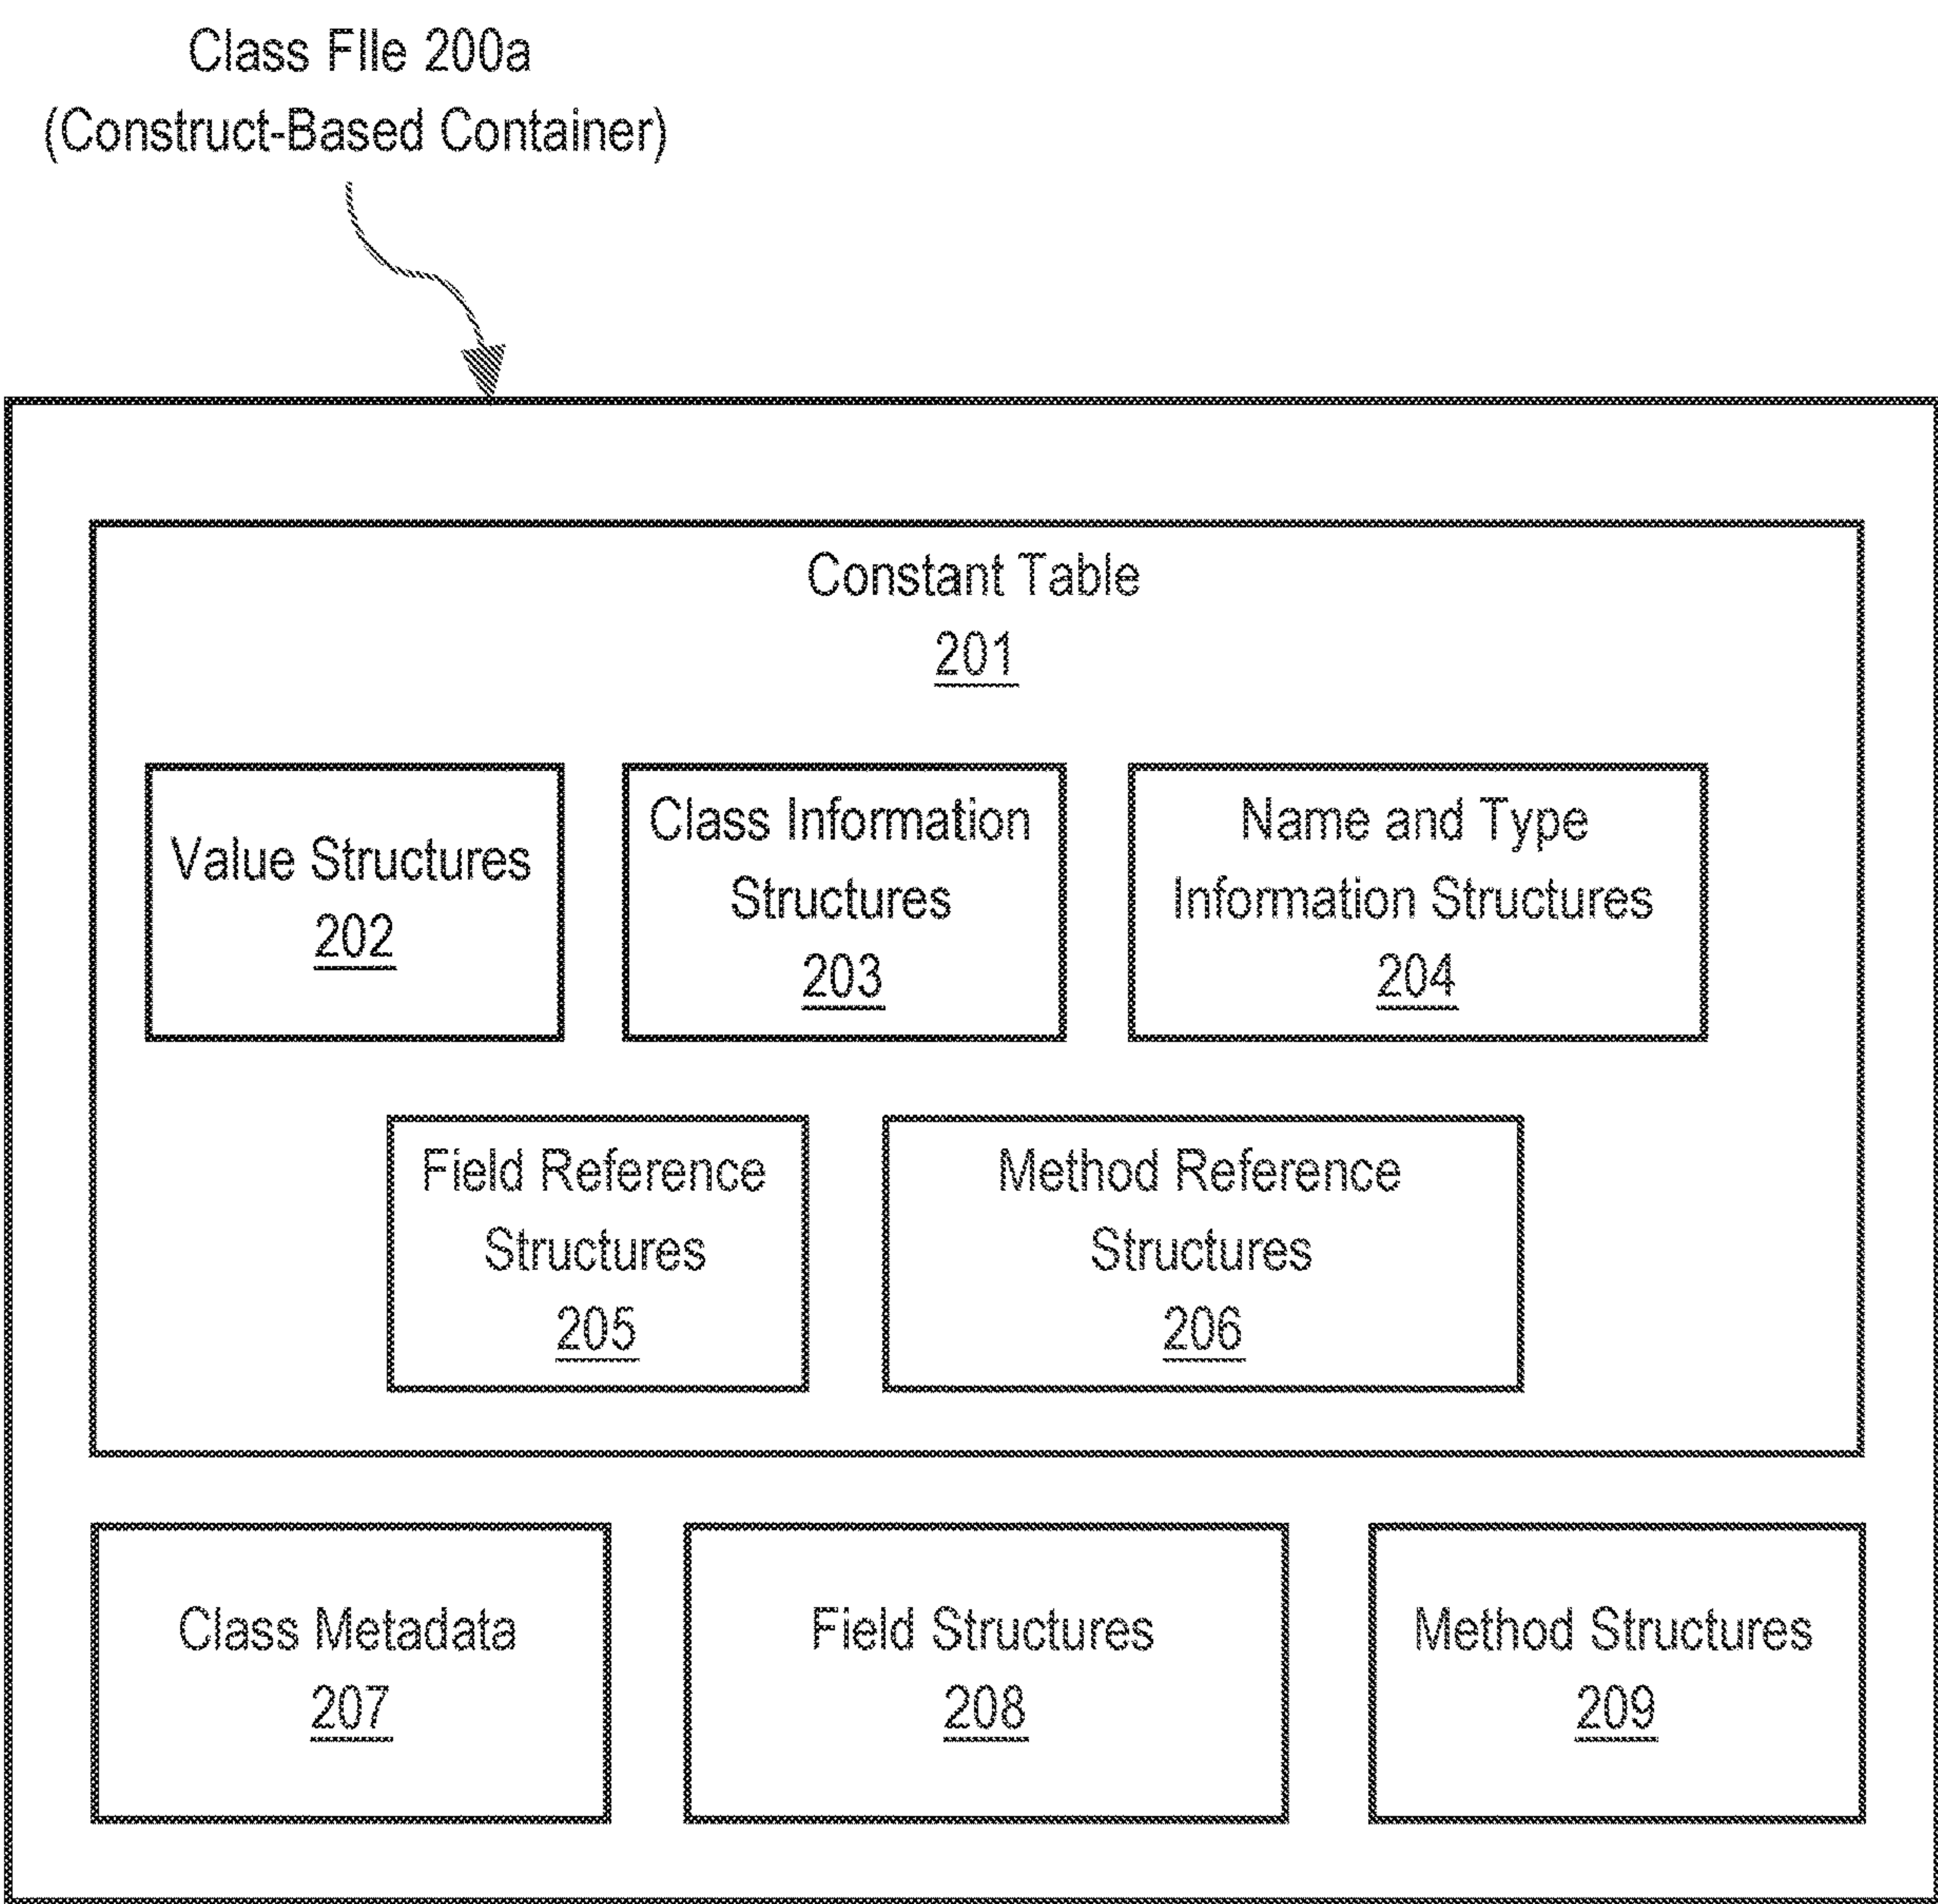 Class File 200a
(Construct-Based Container)
Constant Table
201
Value Structures
202
Class Information
Structures
203
Name and Type
Information Structures
204
Field Reference
Structures
205
Method Reference
Structures
206
Class Metadata
207
Field Structures
208
Method Structures
209